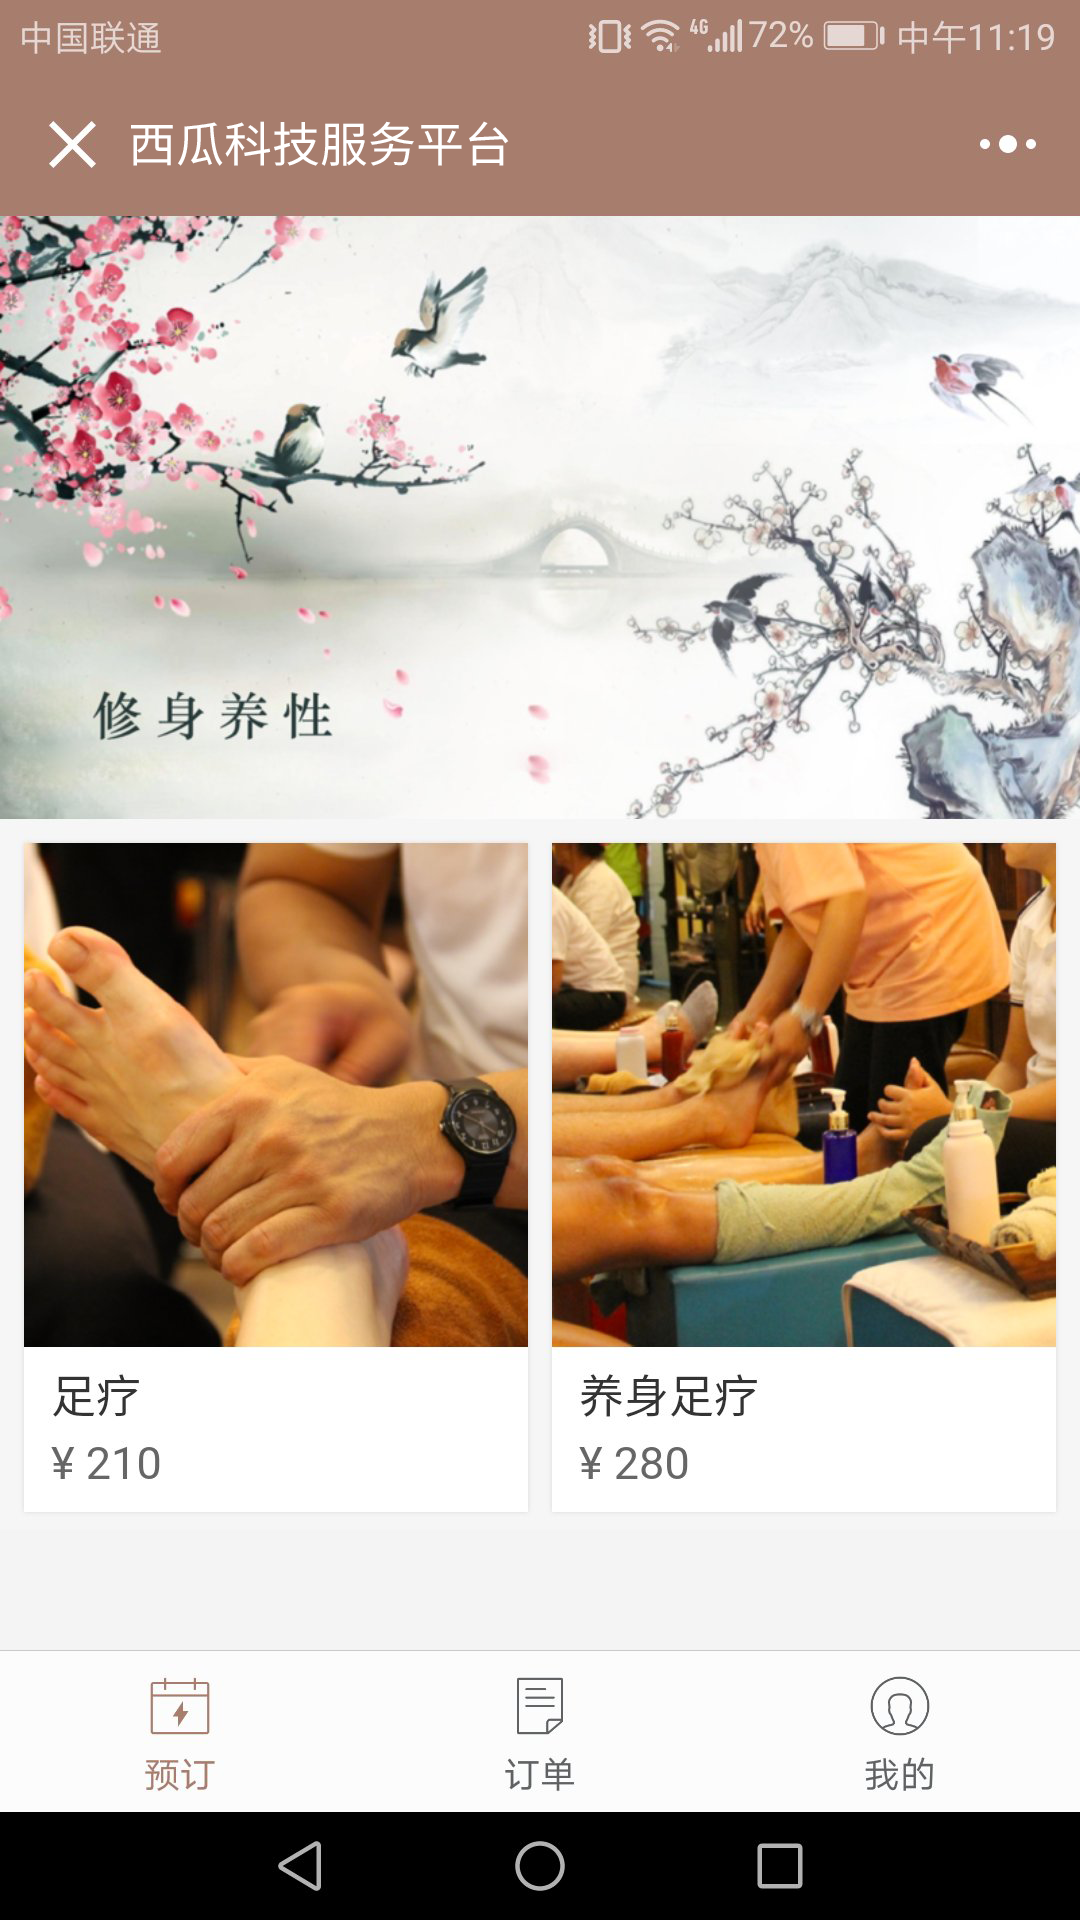 中国联通 4G 72% 中午11:19
西瓜科技服务平台
修身养性
足疗
¥ 210
养身足疗
¥ 280
预订
订单
我的